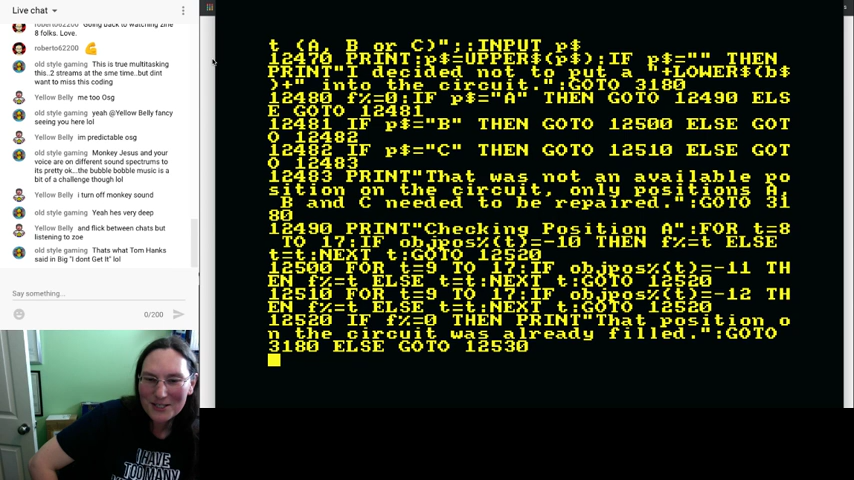 Live chat
roberto62200 Going back to watching zine
8 folks. Love.
roberto62200
old style gaming This is true multitasking
this..2 streams at the sme time..but dint
want to miss this coding
Yellow Belly me too Osg
old style gaming yeah @Yellow Belly fancy
seeing you here lol
Yellow Belly im predictable osg
old style gaming Monkey Jesus and your
voice are on different sound spectrums to
its pretty ok...the bubble bobble music is a
bit of a challenge though lol
Yellow Belly i turn off monkey sound
old style gaming Yeah hes very deep
Yellow Belly and flick between chats but
listening to zoe
old style gaming Thats what Tom Hanks
said in Big "I dont Get It" lol
Say something...
0/200
t (A, B or C)";:INPUT p$
12470 PRINT:p$=UPPER$(p$):IF p$="" THEN
PRINT"I decided not to put a "+LOWER$(b$
)+" into the circuit.":GOTO 3180
12480 f%=0:IF p$="A" THEN GOTO 12490 ELS
E GOTO 12481
12481 IF p$="B" THEN GOTO 12500 ELSE GOT
O 12482
12482 IF p$="C" THEN GOTO 12510 ELSE GOT
O 12483
12483 PRINT"That was not an available po
sition on the circuit, only positions A,
 B and C needed to be repaired.":GOTO 31
80
12490 PRINT"Checking Position A":FOR t=8
 TO 17:IF objpos%(t)=-10 THEN f%=t ELSE
t=t:NEXT t:GOTO 12520
12500 FOR t=9 TO 17:IF objpos%(t)=-11 TH
EN f%=t ELSE t=t:NEXT t:GOTO 12520
12510 FOR t=9 TO 17:IF objpos%(t)=-12 TH
EN f%=t ELSE t=t:NEXT t:GOTO 12520
12520 IF f%=0 THEN PRINT"That position o
n the circuit was already filled.":GOTO
3180 ELSE GOTO 12530
I HAVE
TOO MANY